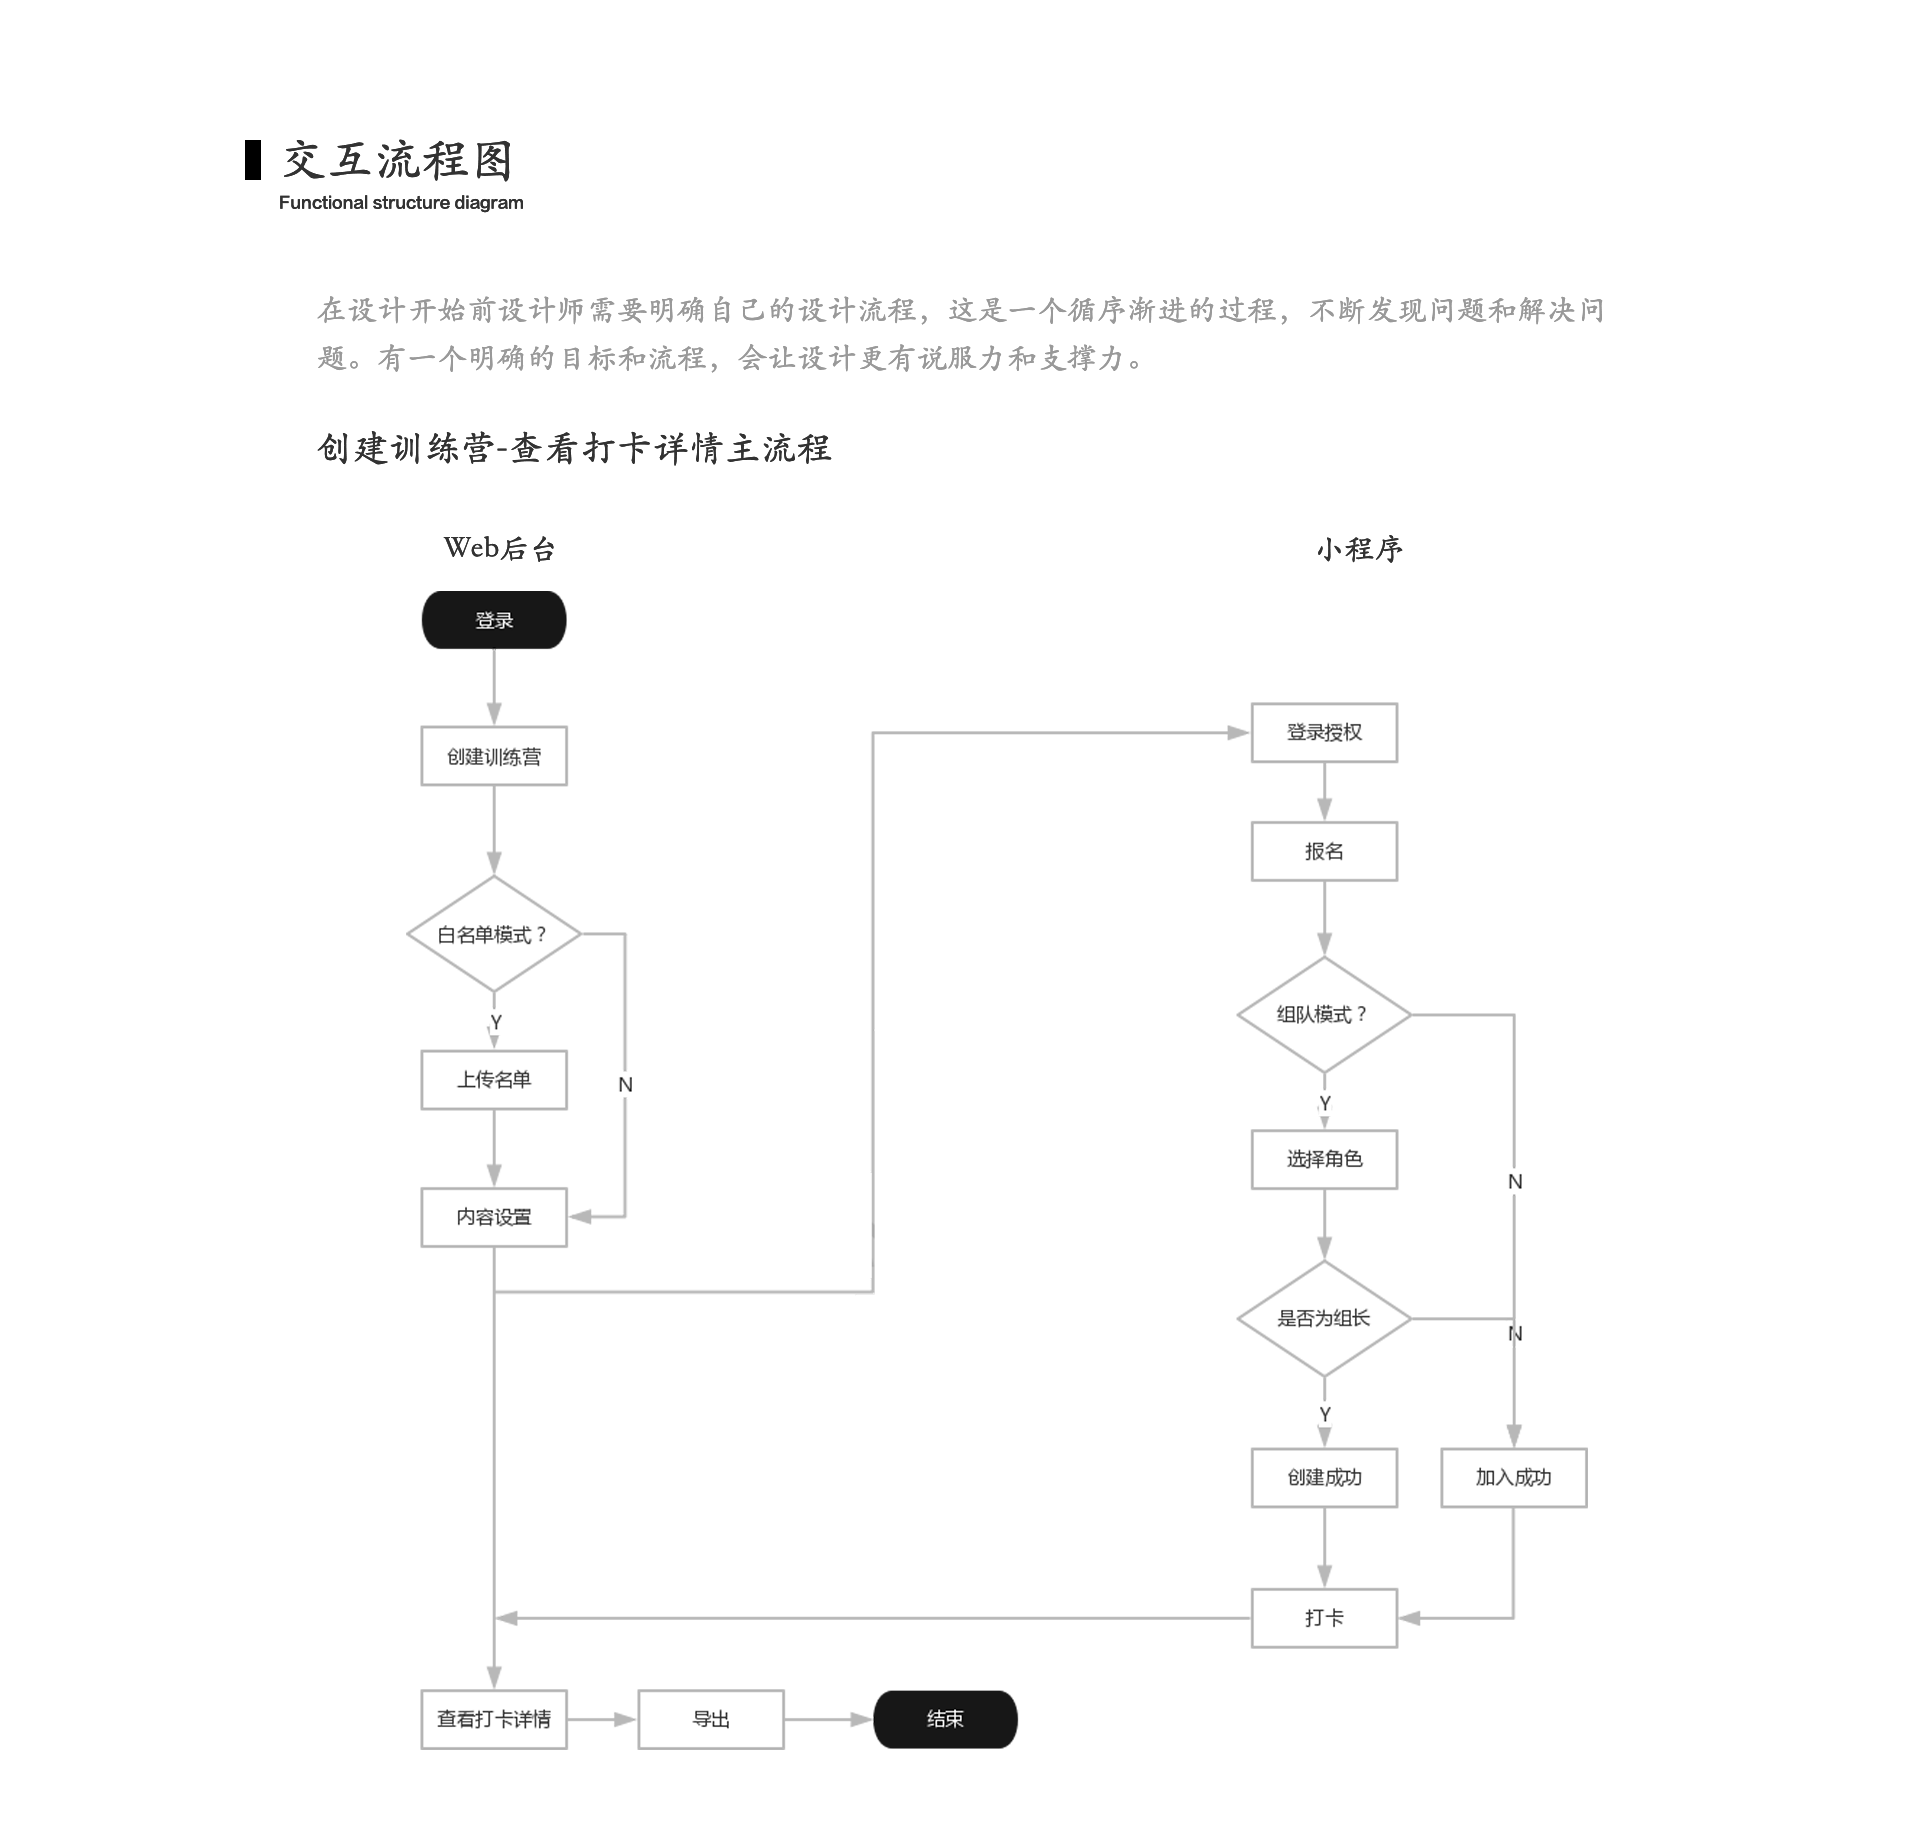 交互流程图
Functional structure diagram
在设计开始前设计师需要明确自己的设计流程，这是一个循序渐进的过程，不断发现问题和解决问
题。有一个明确的目标和流程，会让设计更有说服力和支撑力。
创建训练营-查看打卡详情主流程
Web后台
小程序
登录
创建训练营
白名单模式？
Y
N
上传名单
内容设置
登录授权
报名
组队模式？
Y
N
选择角色
是否为组长
N
Y
创建成功
加入成功
打卡
查看打卡详情
导出
结束